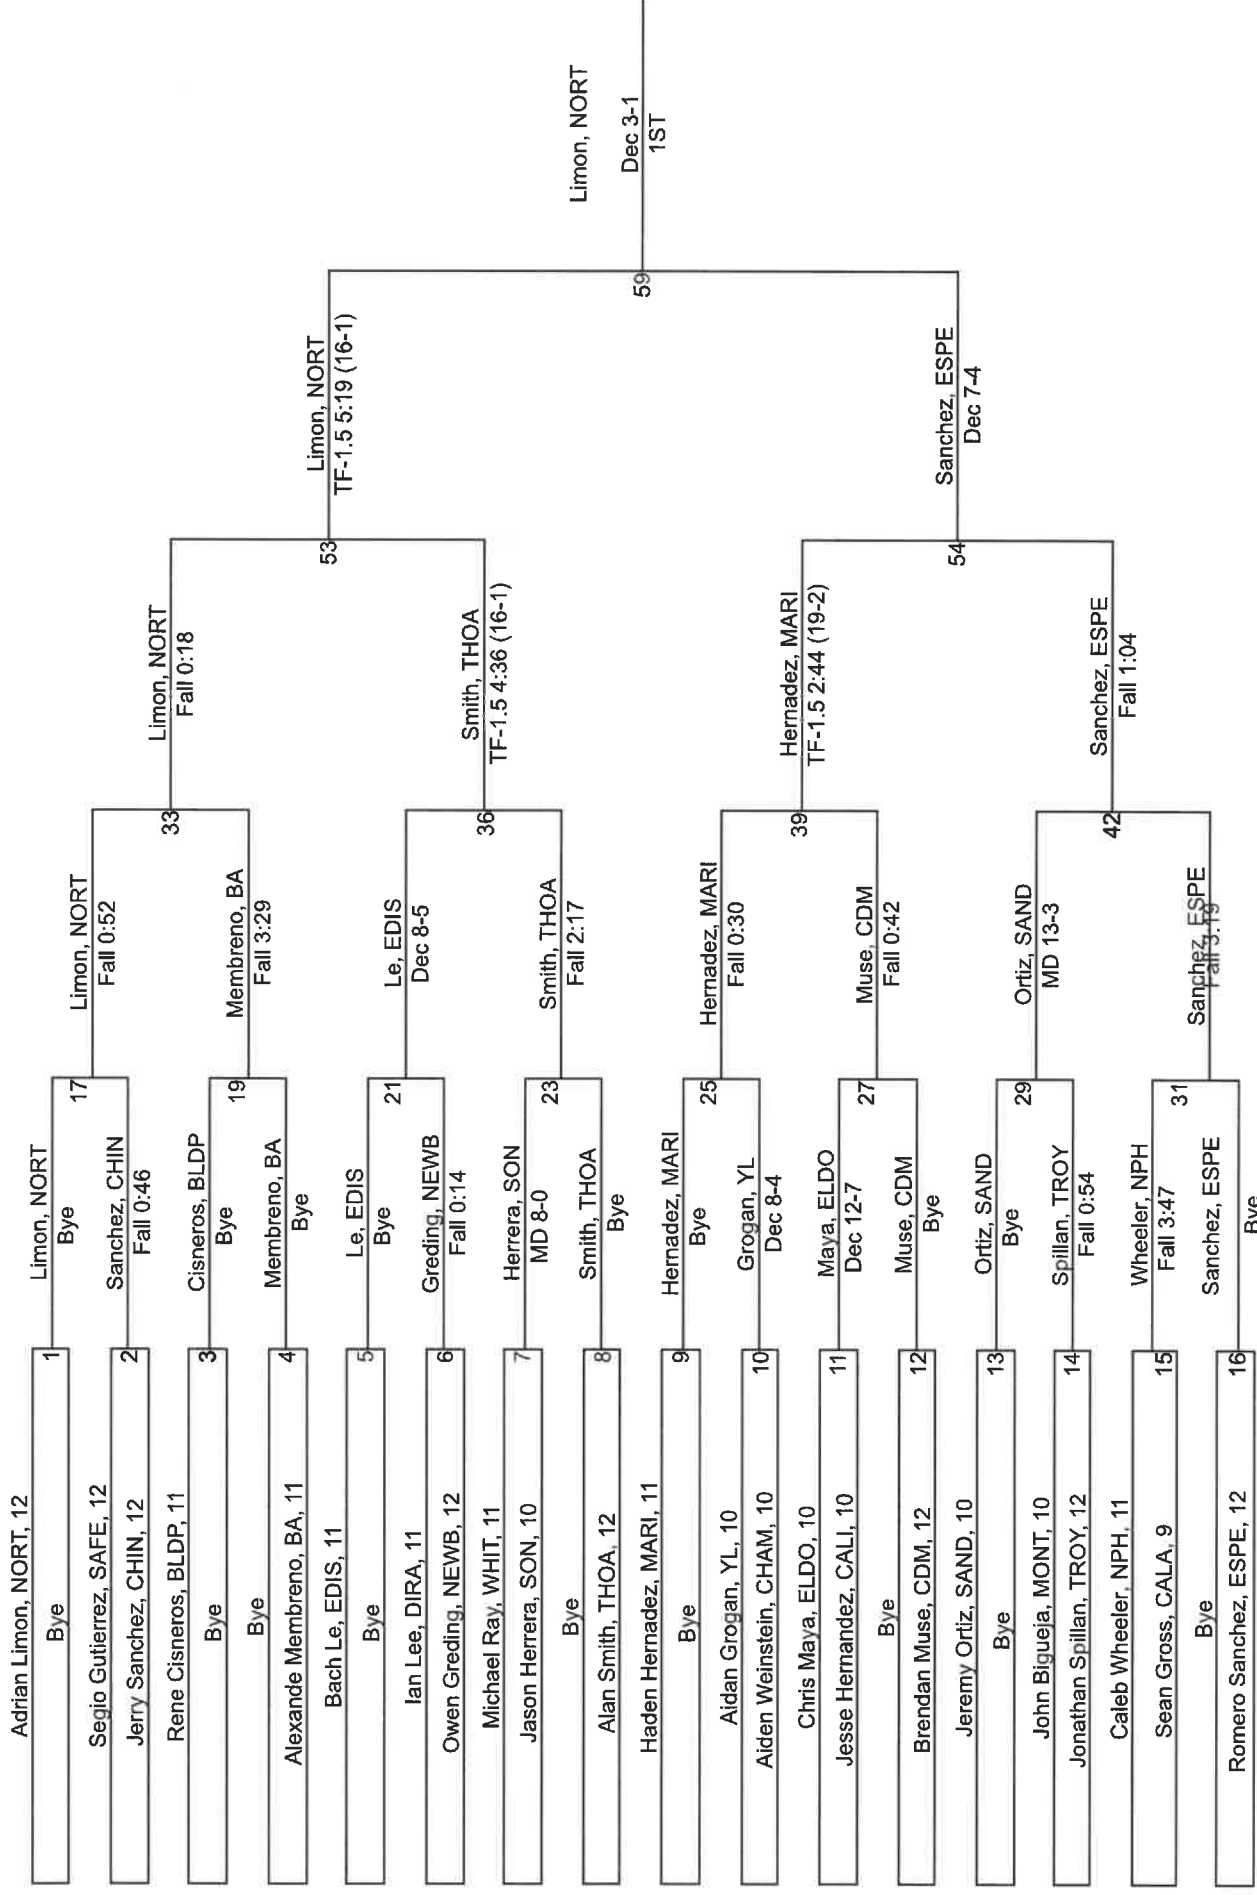 Adrian Limon, NORT, 12
Bye
1
Segio Gutierrez, SAFE, 12
Jerry Sanchez, CHIN, 12
2
Rene Cisneros, BLDP, 11
Bye
3
Bye
Alexande Membreno, BA, 11
4
Bach Le, EDIS, 11
Bye
5
Ian Lee, DIRA, 11
Owen Greding, NEWB, 12
6
Michael Ray, WHIT, 11
Jason Herrera, SON, 10
7
Bye
Alan Smith, THOA, 12
8
Haden Hernadez, MARI, 11
Bye
9
Aidan Grogan, YL, 10
Aiden Weinstein, CHAM, 10
10
Chris Maya, ELDO, 10
Jesse Hernandez, CALI, 10
11
Bye
Brendan Muse, CDM, 12
12
Jeremy Ortiz, SAND, 10
Bye
13
John Bigueja, MONT, 10
Jonathan Spillan, TROY, 12
14
Caleb Wheeler, NPH, 11
Sean Gross, CALA, 9
15
Bye
Romero Sanchez, ESPE, 12
16
Limon, NORT
Bye
17
Sanchez, CHIN
Fall 0:46
Cisneros, BLDP
Bye
19
Membreno, BA
Bye
Le, EDIS
Bye
21
Greding, NEWB
Fall 0:14
Herrera, SON
MD 8-0
23
Smith, THOA
Bye
Hernadez, MARI
Bye
25
Grogan, YL
Dec 8-4
Maya, ELDO
Dec 12-7
27
Muse, CDM
Bye
Ortiz, SAND
Bye
29
Spillan, TROY
Fall 0:54
Wheeler, NPH
Fall 3:47
31
Sanchez, ESPE
Bye
Limon, NORT
Fall 0:52
33
Membreno, BA
Fall 3:29
Le, EDIS
Dec 8-5
36
Smith, THOA
Fall 2:17
Hernadez, MARI
Fall 0:30
39
Muse, CDM
Fall 0:42
Ortiz, SAND
MD 13-3
42
Sanchez, ESPE
Fall 3:19
Limon, NORT
Fall 0:18
53
Smith, THOA
TF-1.5 4:36 (16-1)
Hernadez, MARI
TF-1.5 2:44 (19-2)
54
Sanchez, ESPE
Fall 1:04
Limon, NORT
TF-1.5 5:19 (16-1)
59
Sanchez, ESPE
Dec 7-4
Limon, NORT
Dec 3-1
1ST